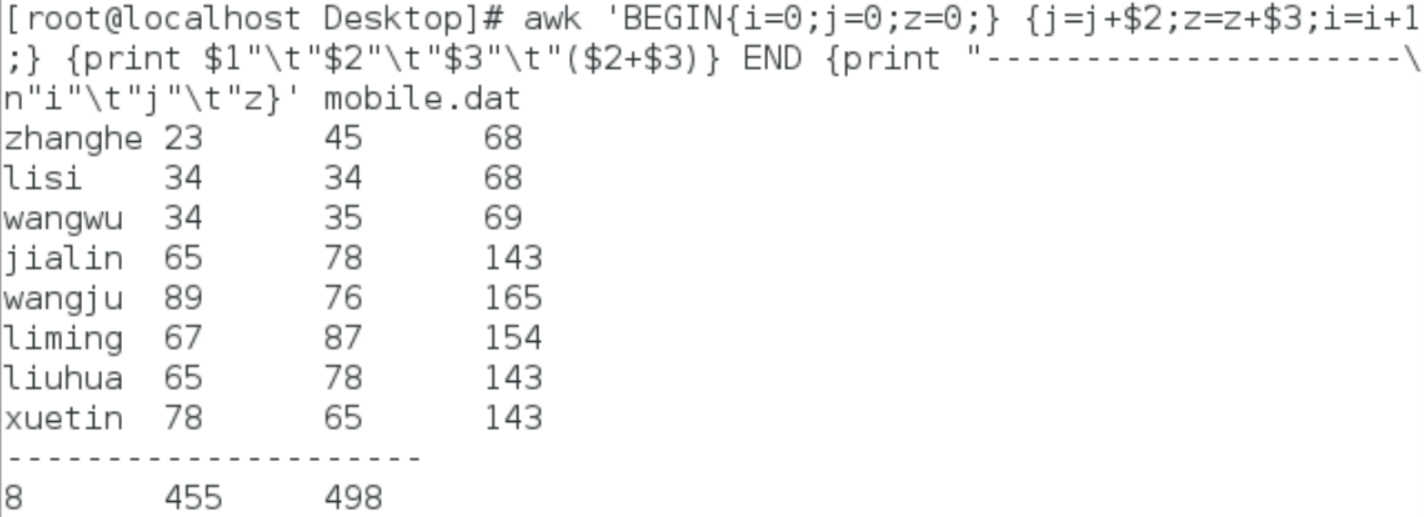 [root@localhost Desktop]# awk 'BEGIN{i=0;j=0;z=0;} {j=j+$2;z=z+$3;i=i+1
;} {print $1"\t"$2"\t"$3"\t"($2+$3)} END {print "---------------------\
n"i"\t"j"\t"z}' mobile.dat
zhanghe 23      45      68
lisi    34      34      68
wangwu  34      35      69
jialin  65      78      143
wangju  89      76      165
liming  67      87      154
liuhua  65      78      143
xuetin  78      65      143
---------------------
8       455     498